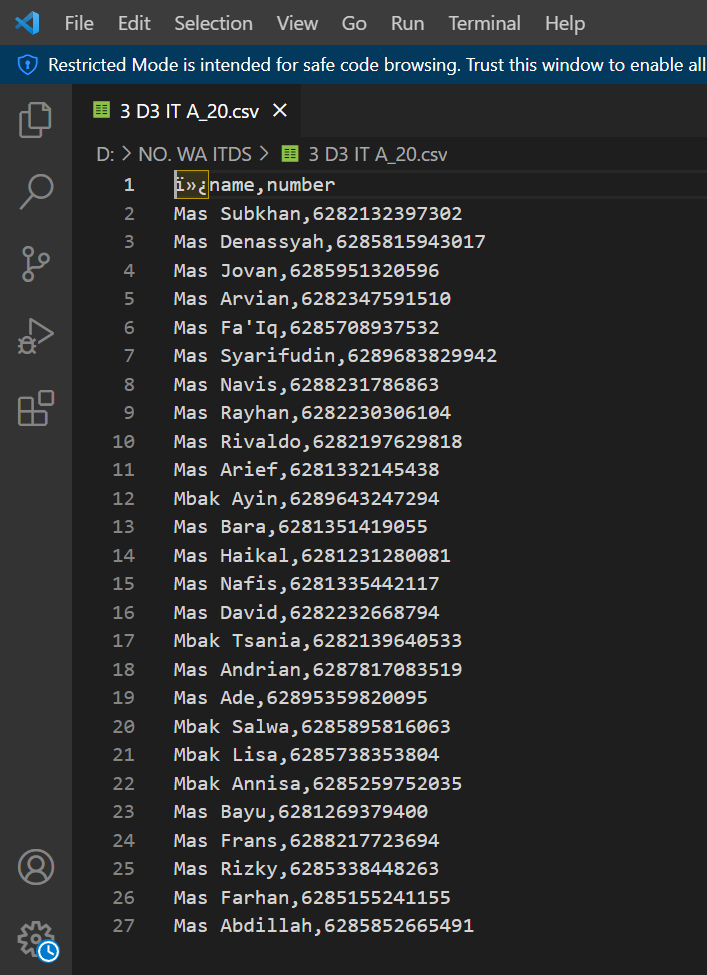 File Edit Selection View Go Run Terminal Help
Restricted Mode is intended for safe code browsing. Trust this window to enable all
3 D3 IT A_20.csv
D: > NO. WA ITDS > 3 D3 IT A_20.csv
1 ï»¿name,number
2 Mas Subkhan,6282132397302
3 Mas Denassyah,6285815943017
4 Mas Jovan,6285951320596
5 Mas Arvian,6282347591510
6 Mas Fa'Iq,6285708937532
7 Mas Syarifudin,6289683829942
8 Mas Navis,6288231786863
9 Mas Rayhan,6282230306104
10 Mas Rivaldo,6282197629818
11 Mas Arief,6281332145438
12 Mbak Ayin,6289643247294
13 Mas Bara,6281351419055
14 Mas Haikal,6281231280081
15 Mas Nafis,6281335442117
16 Mas David,6282232668794
17 Mbak Tsania,6282139640533
18 Mas Andrian,6287817083519
19 Mas Ade,62895359820095
20 Mbak Salwa,6285895816063
21 Mbak Lisa,6285738353804
22 Mbak Annisa,6285259752035
23 Mas Bayu,6281269379400
24 Mas Frans,6288217723694
25 Mas Rizky,6285338448263
26 Mas Farhan,6285155241155
27 Mas Abdillah,6285852665491